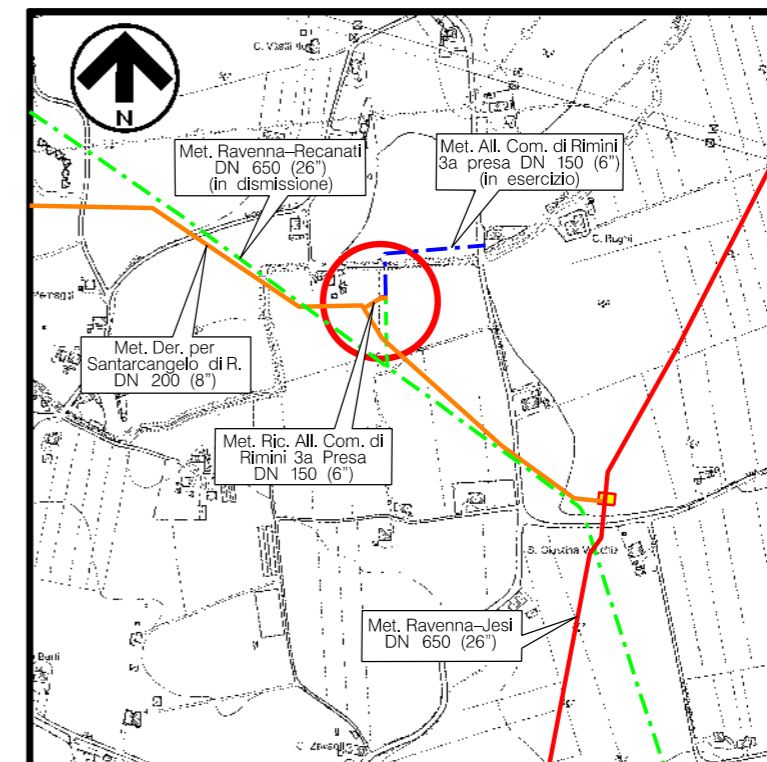 N
Met. Ravenna–Recanati
DN 650 (26”)
(in dismissione)
Met. All. Com. di Rimini
3a presa DN 150 (6”)
(in esercizio)
Met. Der. per
Santarcangelo di R.
DN 200 (8”)
Met. Ric. All. Com. di
Rimini 3a Presa
DN 150 (6”)
S. Giustina
Met. Ravenna–Jesi
DN 650 (26”)